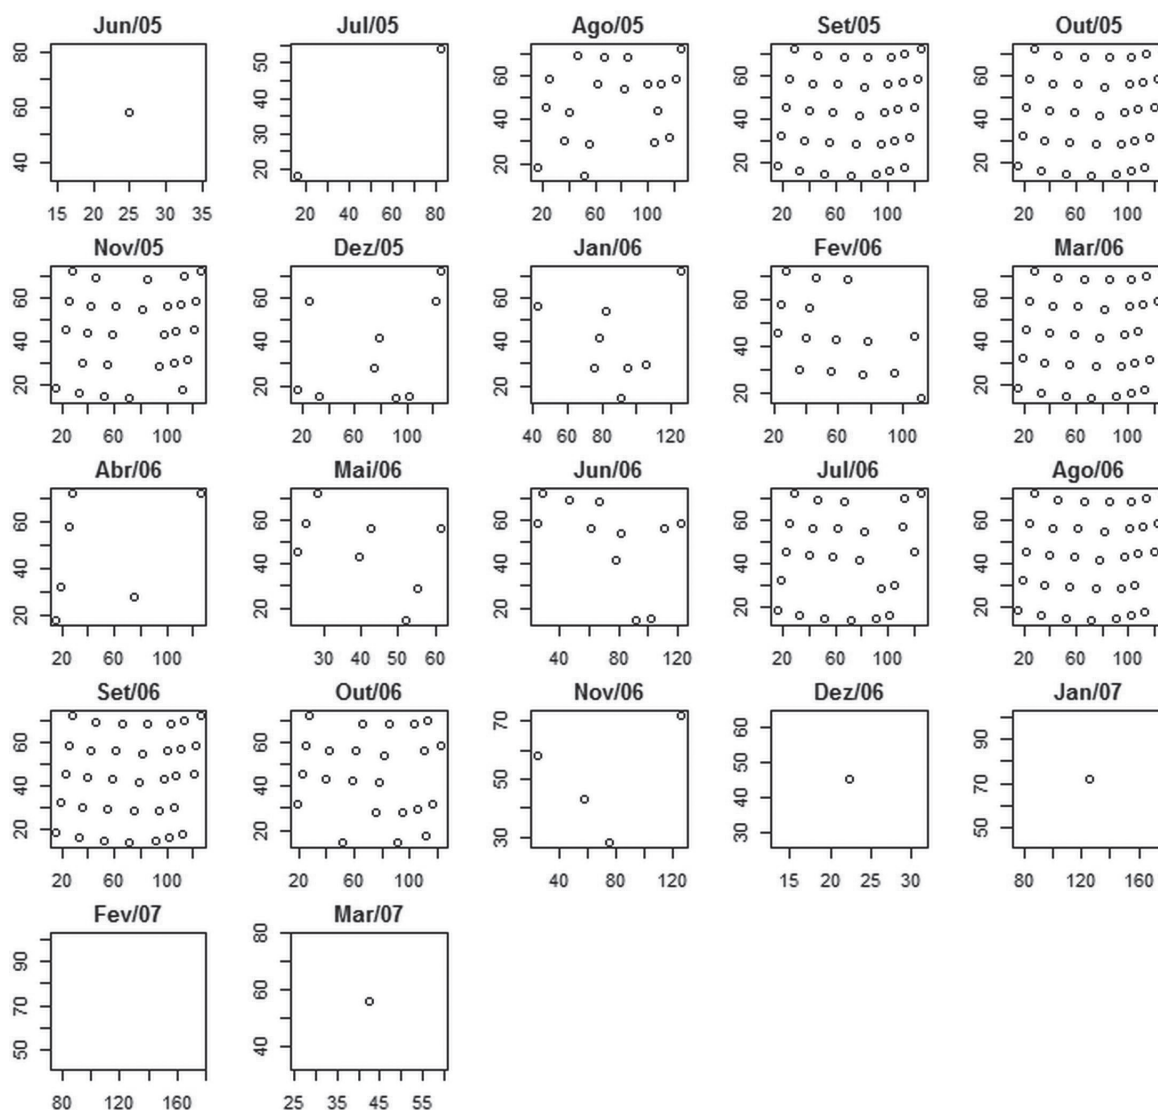 Jun/05
40 60 80
15 20 25 30 35
Jul/05
20 30 40 50
20 40 60 80
Ago/05
20 40 60
20 60 100
Set/05
20 40 60
20 60 100
Out/05
20 40 60
20 60 100
Nov/05
20 40 60
20 60 100
Dez/05
20 40 60
20 60 100
Jan/06
20 40 60
40 60 80 120
Fev/06
20 40 60
20 60 100
Mar/06
20 40 60
20 60 100
Abr/06
20 40 60
20 60 100
Mai/06
20 40 60
30 40 50 60
Jun/06
20 40 60
40 80 120
Jul/06
20 40 60
20 60 100
Ago/06
20 40 60
20 60 100
Set/06
20 40 60
20 60 100
Out/06
20 40 60
20 60 100
Nov/06
30 50 70
40 80 120
Dez/06
30 40 50 60
15 20 25 30
Jan/07
50 70 90
80 120 160
Fev/07
50 70 90
80 120 160
Mar/07
40 60 80
25 35 45 55